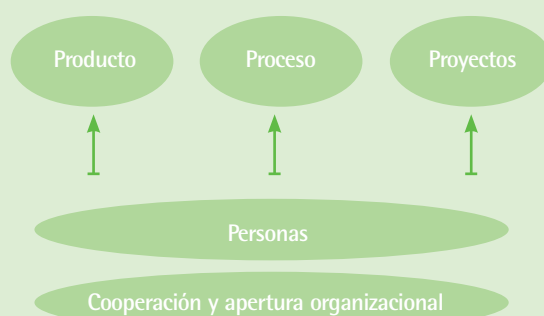 Producto
Proceso
Proyectos
Personas
Cooperación y apertura organizacional